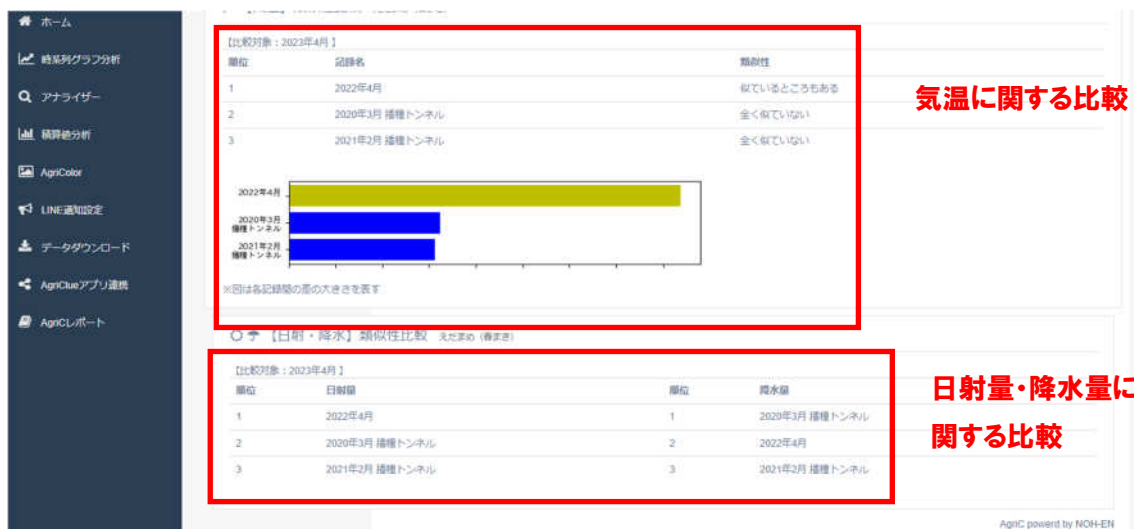 ホーム
時系列グラフ分析
アナライザー
積算値分析
AgriColor
LINE通知設定
データダウンロード
AgriClueアプリ連携
AgriCレポート
【比較対象：2023年4月】
順位 記録名 類似性
1 2022年4月 似ているところもある
2 2020年3月 播種トンネル 全く似ていない
3 2021年2月 播種トンネル 全く似ていない
2022年4月
2020年3月
播種トンネル
2021年2月
播種トンネル
※図は各記録間の差の大きさを表す
気温に関する比較
【日射・降水】類似性比較 えだまめ（春まき）
【比較対象：2023年4月】
順位 日射量 順位 降水量
1 2022年4月 1 2020年3月 播種トンネル
2 2020年3月 播種トンネル 2 2022年4月
3 2021年2月 播種トンネル 3 2021年2月 播種トンネル
日射量・降水量に
関する比較
AgriC powerd by NOH-EN